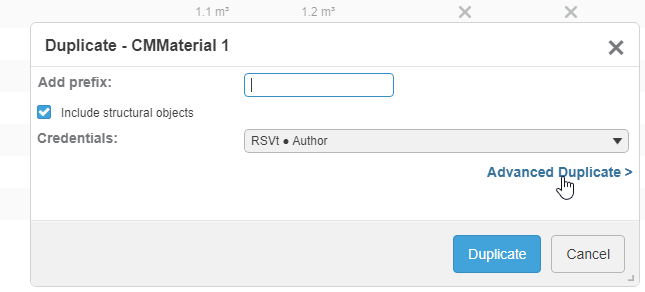 1.1 m³ 1.2 m³
Duplicate - CMMaterial 1
Add prefix:
Include structural objects
Credentials: RSVt ● Author
Advanced Duplicate >
Duplicate Cancel